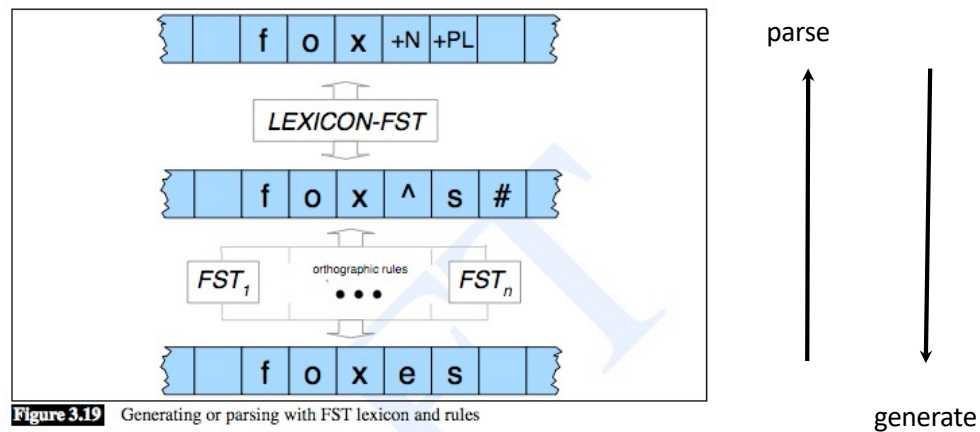 f o x +N +PL
parse
LEXICON-FST
f o x ^ s #
FST1
orthographic rules
• • •
FSTn
f o x e s
Figure 3.19 Generating or parsing with FST lexicon and rules
generate